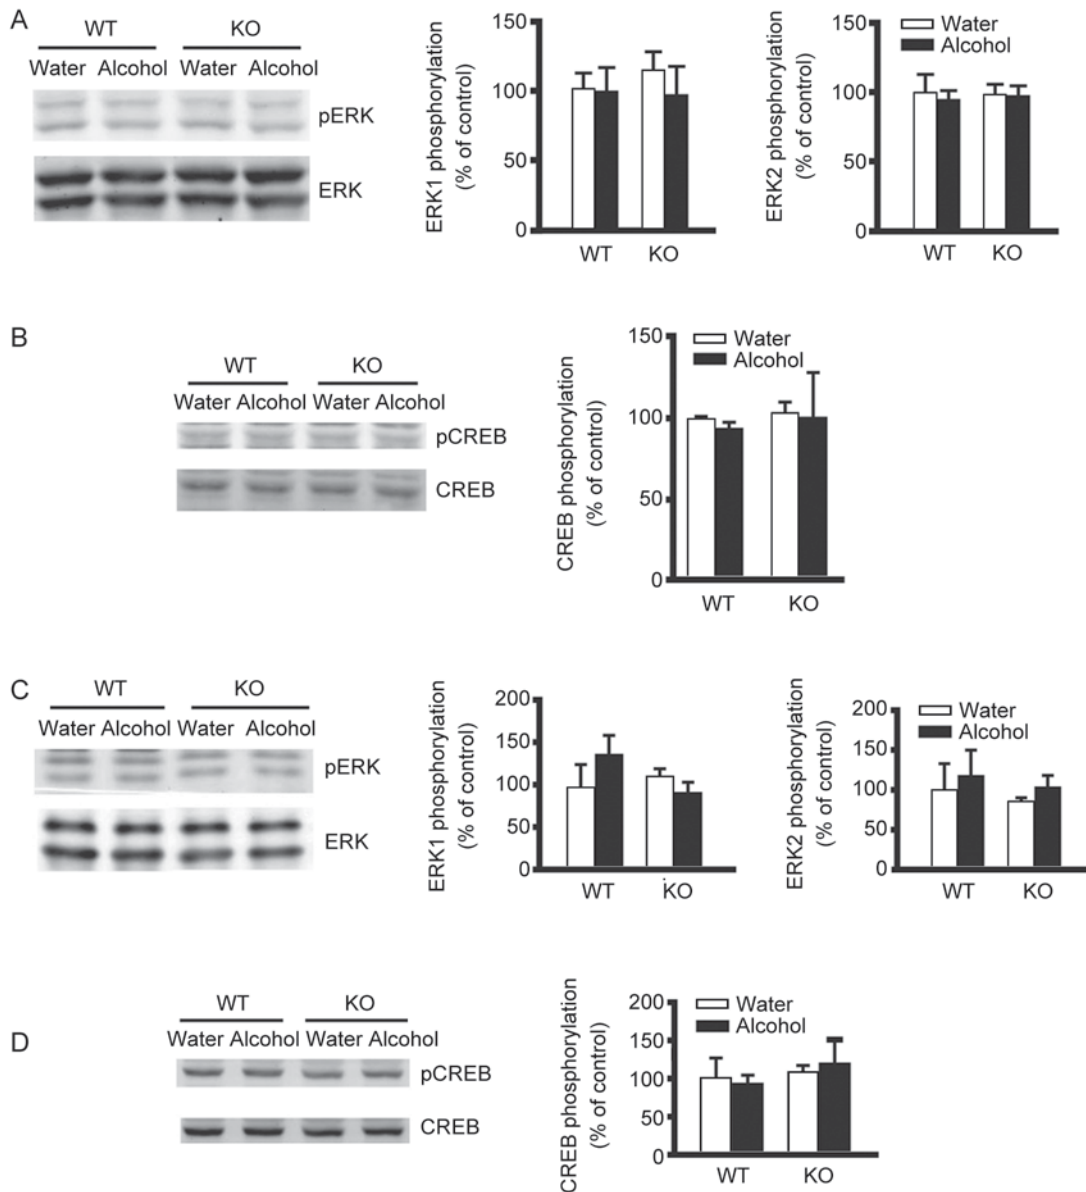 A
WT KO
Water Alcohol Water Alcohol
pERK
ERK
ERK1 phosphorylation
(% of control)
150
100
50
0
WT KO
ERK2 phosphorylation
(% of control)
150
100
50
0
Water
Alcohol
WT KO
B
WT KO
Water Alcohol Water Alcohol
pCREB
CREB
CREB phosphorylation
(% of control)
150
100
50
0
Water
Alcohol
WT KO
C
WT KO
Water Alcohol Water Alcohol
pERK
ERK
ERK1 phosphorylation
(% of control)
200
150
100
50
0
WT KO
ERK2 phosphorylation
(% of control)
200
150
100
50
0
Water
Alcohol
WT KO
D
WT KO
Water Alcohol Water Alcohol
pCREB
CREB
CREB phosphorylation
(% of control)
200
150
100
50
0
Water
Alcohol
WT KO